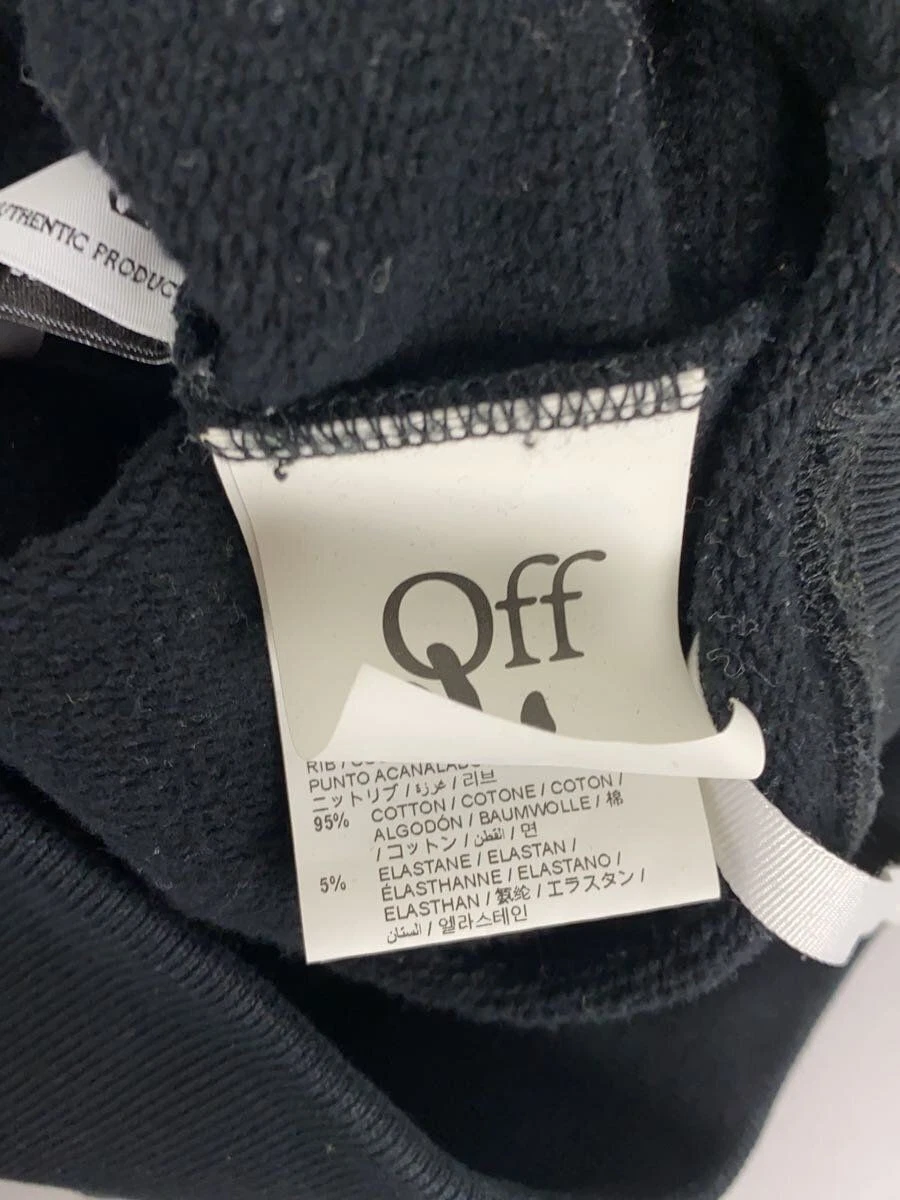 AUTHENTIC PRODUCT
Off
RIB /
PUNTO ACANALADO
ニットリブ / عزرة / 리브
95% COTTON / COTONE / COTON /
ALGODÓN / BAUMWOLLE / 棉
/ コットン / القطن / 면
5% ELASTANE / ELASTAN /
ÉLASTHANNE / ELASTANO /
ELASTHAN / 氨纶 / エラスタン /
الستان / 엘라스테인